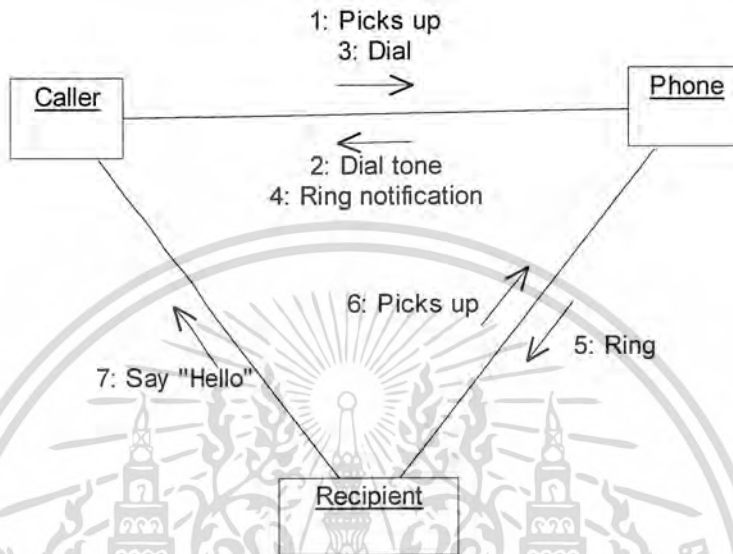 1: Picks up
3: Dial
Caller
Phone
2: Dial tone
4: Ring notification
6: Picks up
5: Ring
7: Say "Hello"
Recipient